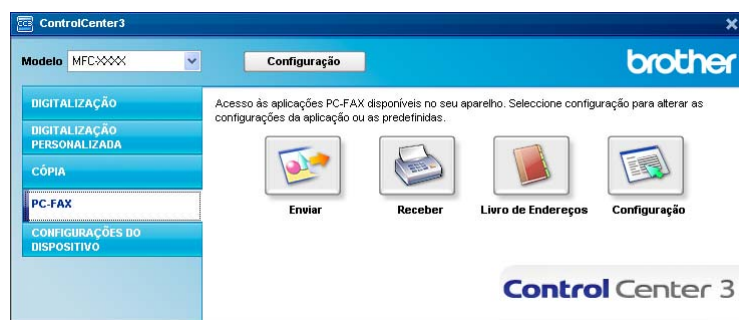 CC3 ControlCenter3
Modelo MFC-XXXX Configuração brother
DIGITALIZAÇÃO
DIGITALIZAÇÃO
PERSONALIZADA
CÓPIA
PC-FAX
CONFIGURAÇÕES DO
DISPOSITIVO
Acesso às aplicações PC-FAX disponíveis no seu aparelho. Seleccione configuração para alterar as
configurações da aplicação ou as predefinidas.
Enviar Receber Livro de Endereços Configuração
Control Center 3